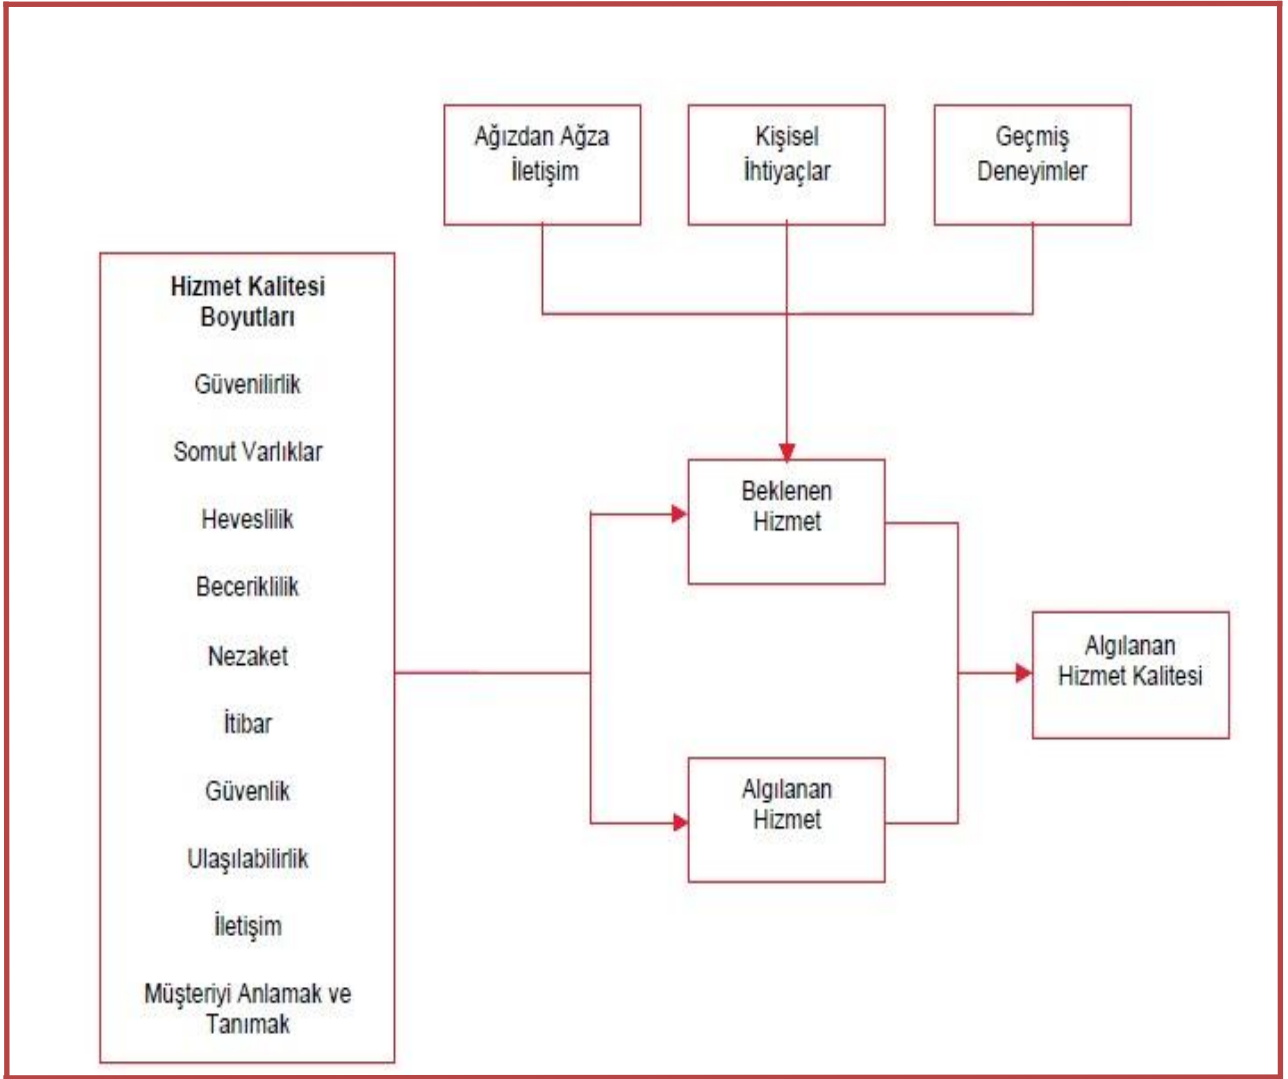 Ağızdan Ağza
İletişim
Kişisel
İhtiyaçlar
Geçmiş
Deneyimler
Hizmet Kalitesi
Boyutları
Güvenilirlik
Somut Varlıklar
Heveslilik
Beceriklilik
Nezaket
İtibar
Güvenlik
Ulaşılabilirlik
İletişim
Müşteriyi Anlamak ve
Tanımak
Beklenen
Hizmet
Algılanan
Hizmet
Algılanan
Hizmet Kalitesi